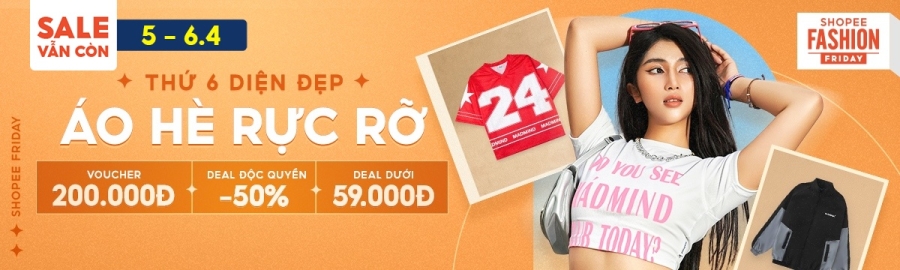 SALE
VẪN CÒN
5 – 6.4
THỨ 6 DIỆN ĐẸP
ÁO HÈ RỰC RỠ
VOUCHER
200.000Đ
DEAL ĐỘC QUYỀN
–50%
DEAL DƯỚI
59.000Đ
SHOPEE FRIDAY
24
MADMIND
DO YOU SEE
MADMIND
TODAY?
SHOPEE
FASHION
FRIDAY